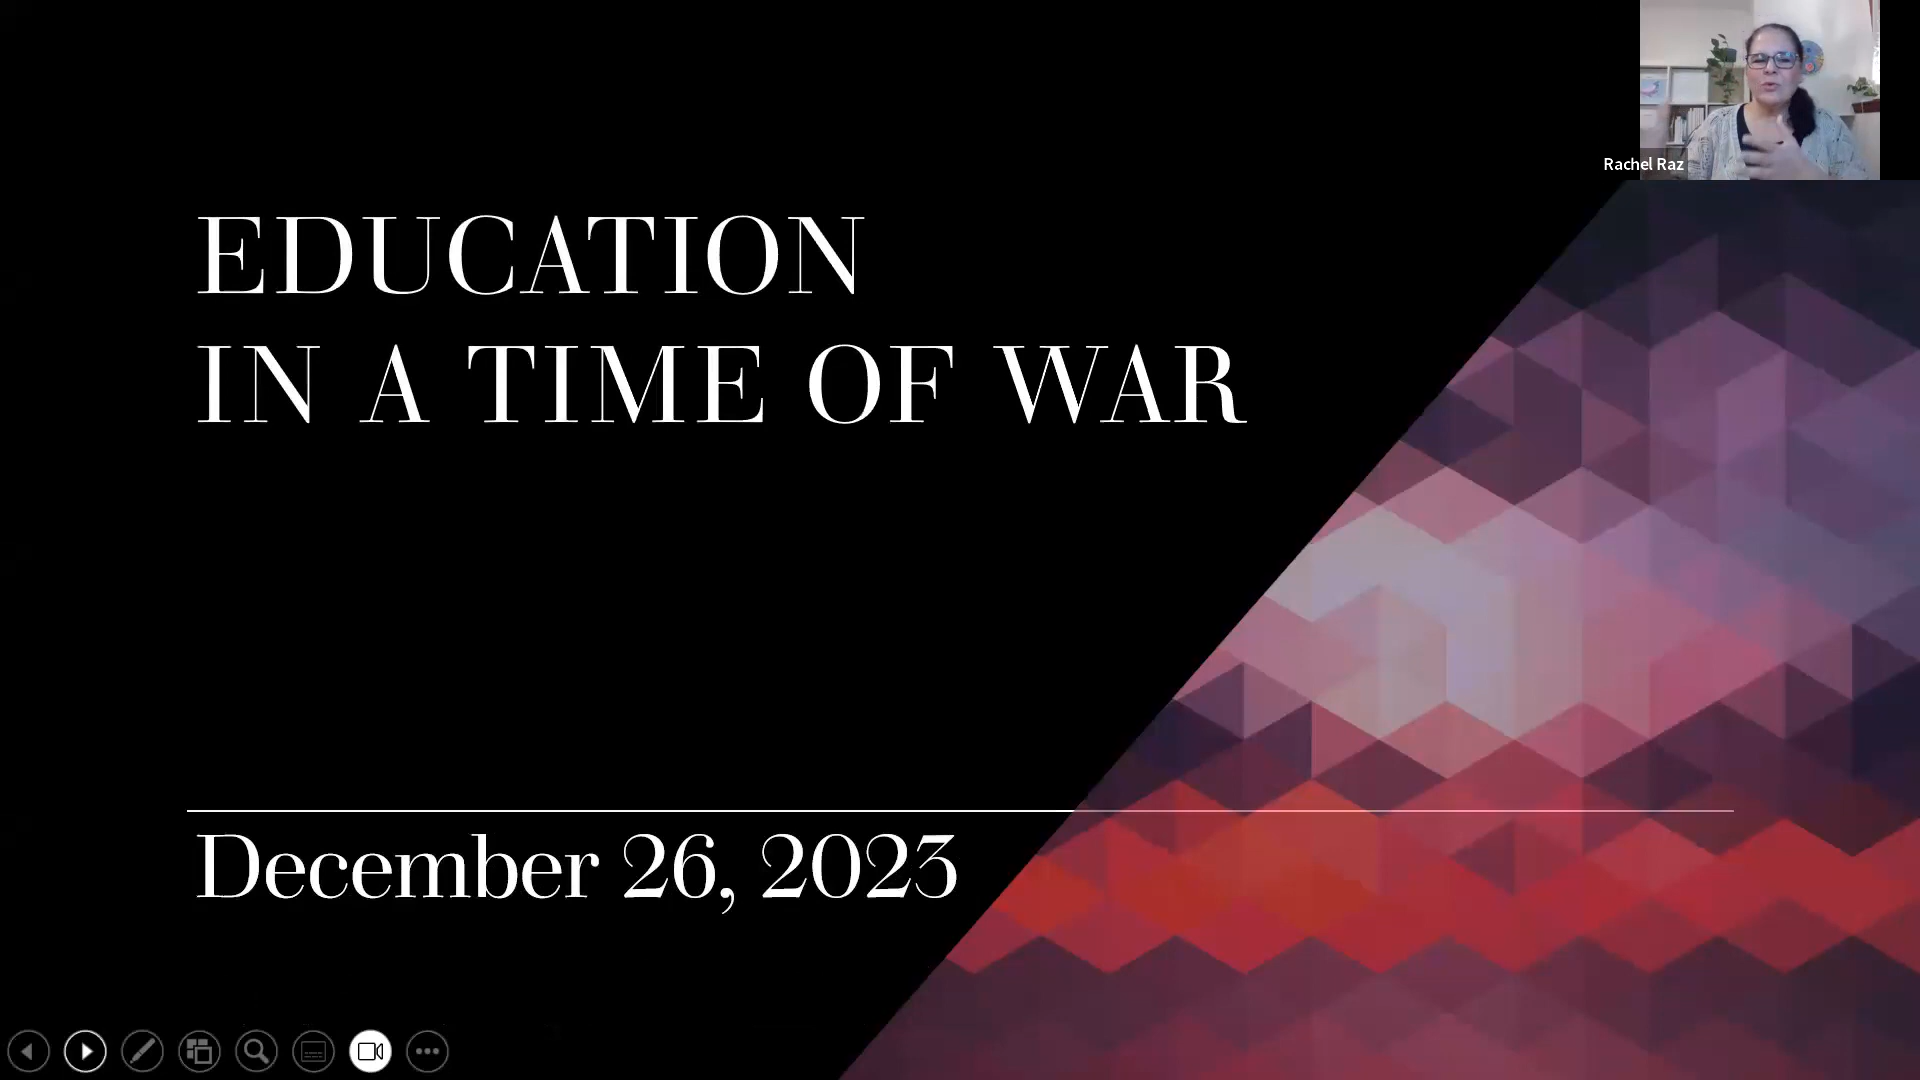 Rachel Raz
EDUCATION
IN A TIME OF WAR
December 26, 2023